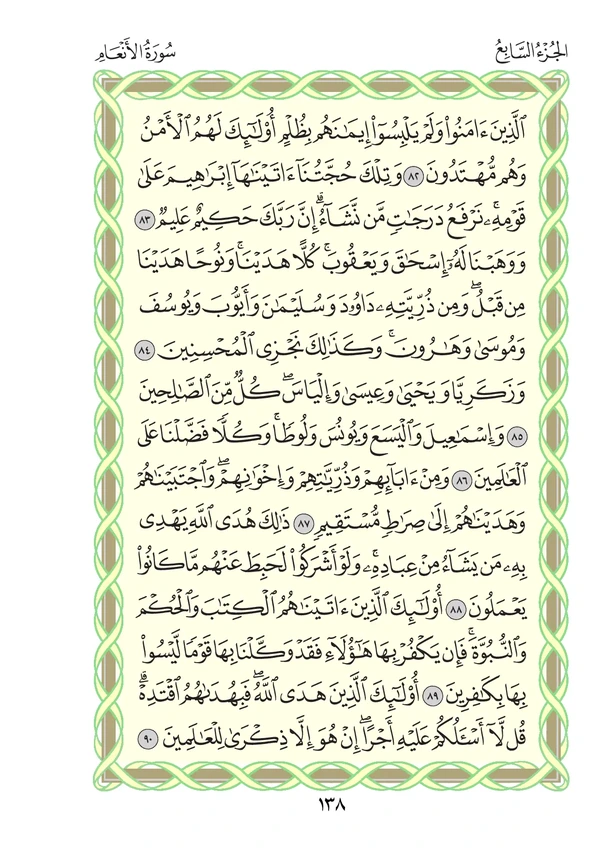 الجُزْءُ السَّابِعُ
سُورَةُ الأَنْعَامِ
ٱلَّذِينَ ءَامَنُوا۟ وَلَمْ يَلْبِسُوٓا۟ إِيمَٰنَهُم بِظُلْمٍ أُو۟لَٰٓئِكَ لَهُمُ ٱلْأَمْنُ
وَهُم مُّهْتَدُونَ ٨٢ وَتِلْكَ حُجَّتُنَآ ءَاتَيْنَٰهَآ إِبْرَٰهِيمَ عَلَىٰ
قَوْمِهِۦۚ نَرْفَعُ دَرَجَٰتٍ مَّن نَّشَآءُۗ إِنَّ رَبَّكَ حَكِيمٌ عَلِيمٌ ٨٣
وَوَهَبْنَا لَهُۥٓ إِسْحَٰقَ وَيَعْقُوبَۚ كُلًّا هَدَيْنَاۚ وَنُوحًا هَدَيْنَا
مِن قَبْلُۖ وَمِن ذُرِّيَّتِهِۦ دَاوُۥدَ وَسُلَيْمَٰنَ وَأَيُّوبَ وَيُوسُفَ
وَمُوسَىٰ وَهَٰرُونَۚ وَكَذَٰلِكَ نَجْزِى ٱلْمُحْسِنِينَ ٨٤
وَزَكَرِيَّا وَيَحْيَىٰ وَعِيسَىٰ وَإِلْيَاسَۖ كُلٌّ مِّنَ ٱلصَّٰلِحِينَ
٨٥ وَإِسْمَٰعِيلَ وَٱلْيَسَعَ وَيُونُسَ وَلُوطًاۚ وَكُلًّا فَضَّلْنَا عَلَى
ٱلْعَٰلَمِينَ ٨٦ وَمِنْ ءَابَآئِهِمْ وَذُرِّيَّٰتِهِمْ وَإِخْوَٰنِهِمْۖ وَٱجْتَبَيْنَٰهُمْ
وَهَدَيْنَٰهُمْ إِلَىٰ صِرَٰطٍ مُّسْتَقِيمٍ ٨٧ ذَٰلِكَ هُدَى ٱللَّهِ يَهْدِى
بِهِۦ مَن يَشَآءُ مِنْ عِبَادِهِۦۚ وَلَوْ أَشْرَكُوا۟ لَحَبِطَ عَنْهُم مَّا كَانُوا۟
يَعْمَلُونَ ٨٨ أُو۟لَٰٓئِكَ ٱلَّذِينَ ءَاتَيْنَٰهُمُ ٱلْكِتَٰبَ وَٱلْحُكْمَ
وَٱلنُّبُوَّةَۚ فَإِن يَكْفُرْ بِهَا هَٰٓؤُلَآءِ فَقَدْ وَكَّلْنَا بِهَا قَوْمًا لَّيْسُوا۟
بِهَا بِكَٰفِرِينَ ٨٩ أُو۟لَٰٓئِكَ ٱلَّذِينَ هَدَى ٱللَّهُۖ فَبِهُدَىٰهُمُ ٱقْتَدِهْۗ
قُل لَّآ أَسْـَٔلُكُمْ عَلَيْهِ أَجْرًاۖ إِنْ هُوَ إِلَّا ذِكْرَىٰ لِلْعَٰلَمِينَ ٩٠
١٣٨